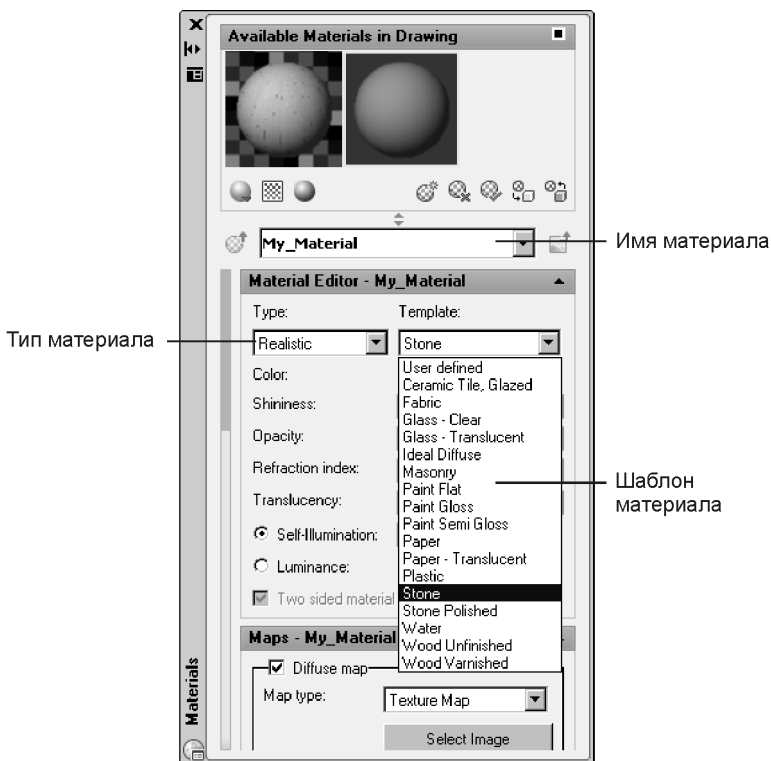 Available Materials in Drawing
My_Material
Имя материала
Material Editor - My_Material
Type:
Template:
Тип материала
Realistic
Stone
Color:
Shininess:
Opacity:
Refraction index:
Translucency:
Self-Illumination:
Luminance:
Two sided material
User defined
Ceramic Tile, Glazed
Fabric
Glass - Clear
Glass - Translucent
Ideal Diffuse
Masonry
Paint Flat
Paint Gloss
Paint Semi Gloss
Paper
Paper - Translucent
Plastic
Stone
Stone Polished
Water
Wood Unfinished
Wood Varnished
Шаблон
материала
Maps - My_Material
Diffuse map
Map type:
Texture Map
Select Image
Materials